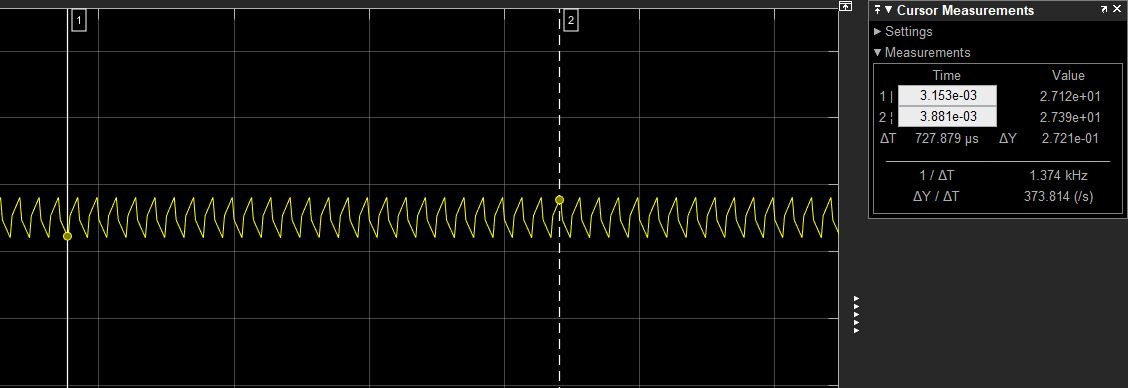 1
2
Cursor Measurements
Settings
Measurements
Time Value
1 | 3.153e-03 2.712e+01
2 ¦ 3.881e-03 2.739e+01
ΔT 727.879 µs ΔY 2.721e-01
1 / ΔT 1.374 kHz
ΔY / ΔT 373.814 (/s)